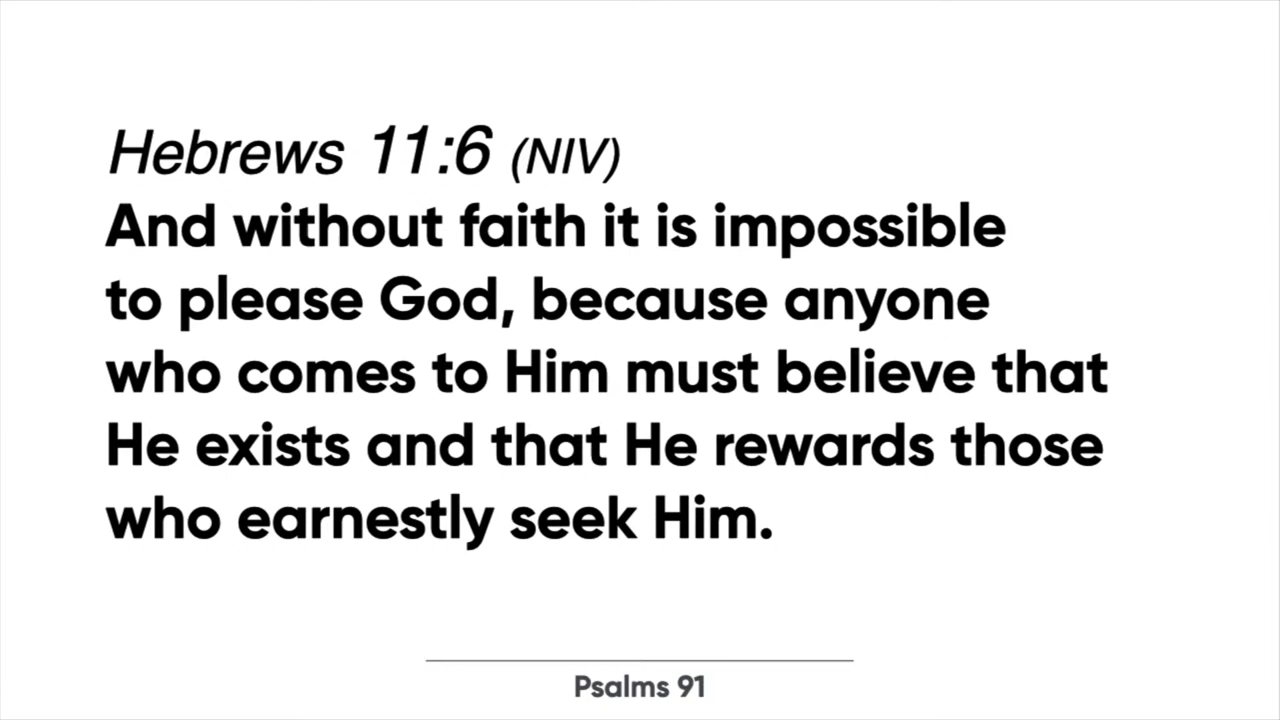 Hebrews 11:6 (NIV)
And without faith it is impossible
to please God, because anyone
who comes to Him must believe that
He exists and that He rewards those
who earnestly seek Him.
Psalms 91